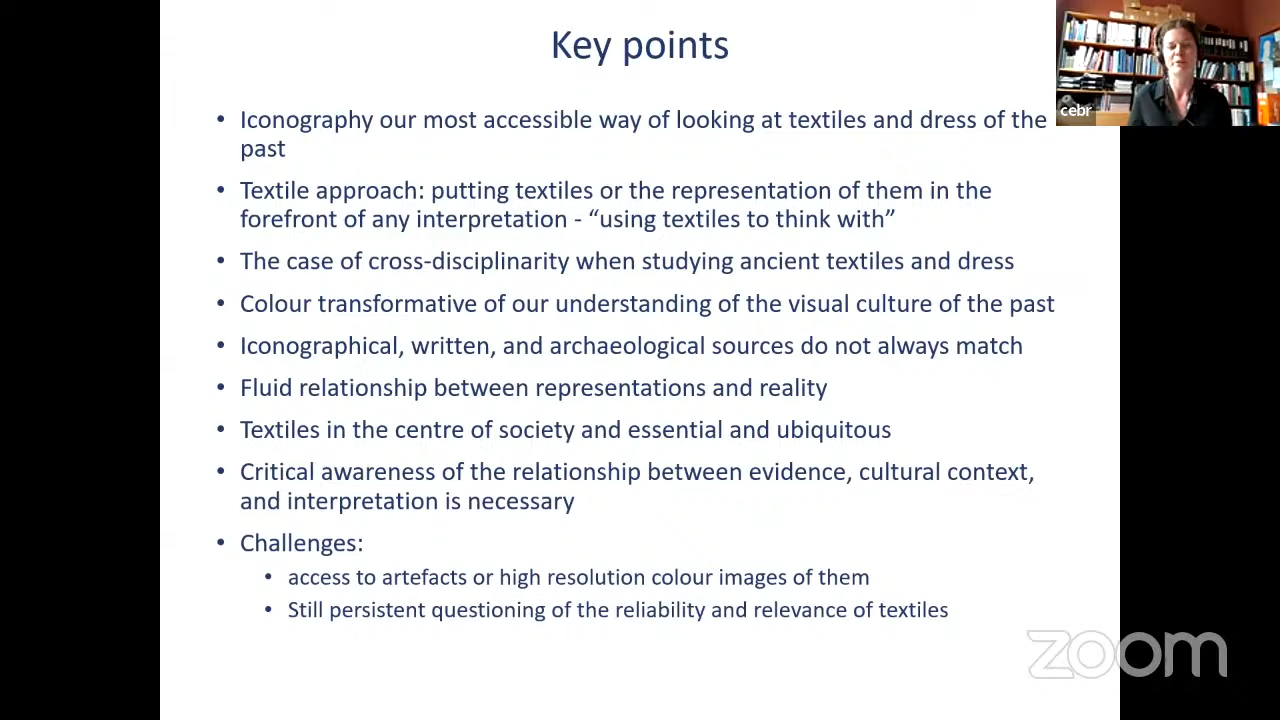 Key points
• Iconography our most accessible way of looking at textiles and dress of the
past
• Textile approach: putting textiles or the representation of them in the
forefront of any interpretation - “using textiles to think with”
• The case of cross-disciplinarity when studying ancient textiles and dress
• Colour transformative of our understanding of the visual culture of the past
• Iconographical, written, and archaeological sources do not always match
• Fluid relationship between representations and reality
• Textiles in the centre of society and essential and ubiquitous
• Critical awareness of the relationship between evidence, cultural context,
and interpretation is necessary
• Challenges:
• access to artefacts or high resolution colour images of them
• Still persistent questioning of the reliability and relevance of textiles
cebr
zoom